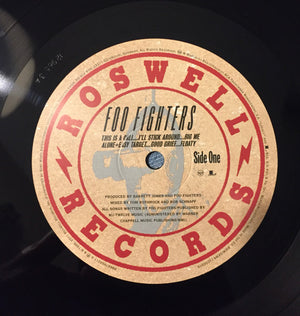 ROSWELL
FOO FIGHTERS
THIS IS A CALL...I'LL STICK AROUND...BIG ME
ALONE+EASY TARGET...GOOD GRIEF...FLOATY
Side One
PRODUCED BY BARRETT JONES AND FOO FIGHTERS
MIXED BY TOM ROTHROCK AND ROB SCHNAPF
SONGS WRITTEN BY FOO FIGHTERS/PUBLISHED BY
M.J.TWELVE MUSIC (ADMINISTERED BY WARNER
CHAPPELL MUSIC PUBLISHING/BMI)
RECORDS